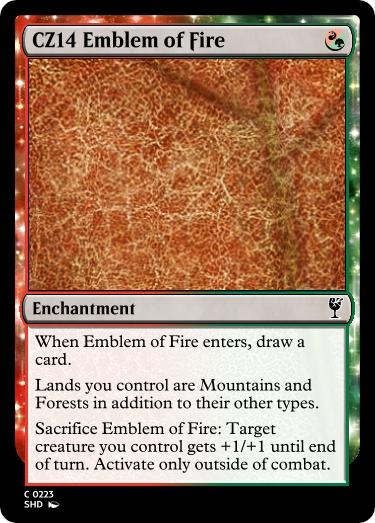 CZ14 Emblem of Fire
Enchantment
When Emblem of Fire enters, draw a
card.
Lands you control are Mountains and
Forests in addition to their other types.
Sacrifice Emblem of Fire: Target
creature you control gets +1/+1 until end
of turn. Activate only outside of combat.
C 0223
SHD